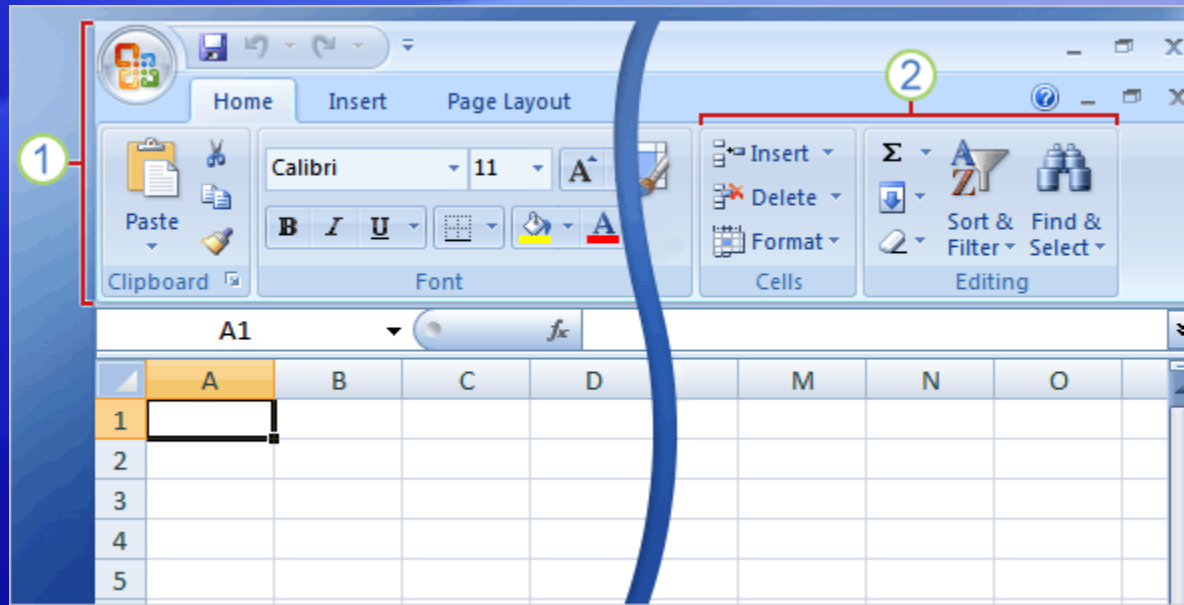 2
Home Insert Page Layout
1
Calibri 11 A
Insert Σ A
Z
Delete
Paste B I U A Sort & Find &
Format Filter Select
Clipboard Font Cells Editing
A1 fx
A B C D M N O
1
2
3
4
5